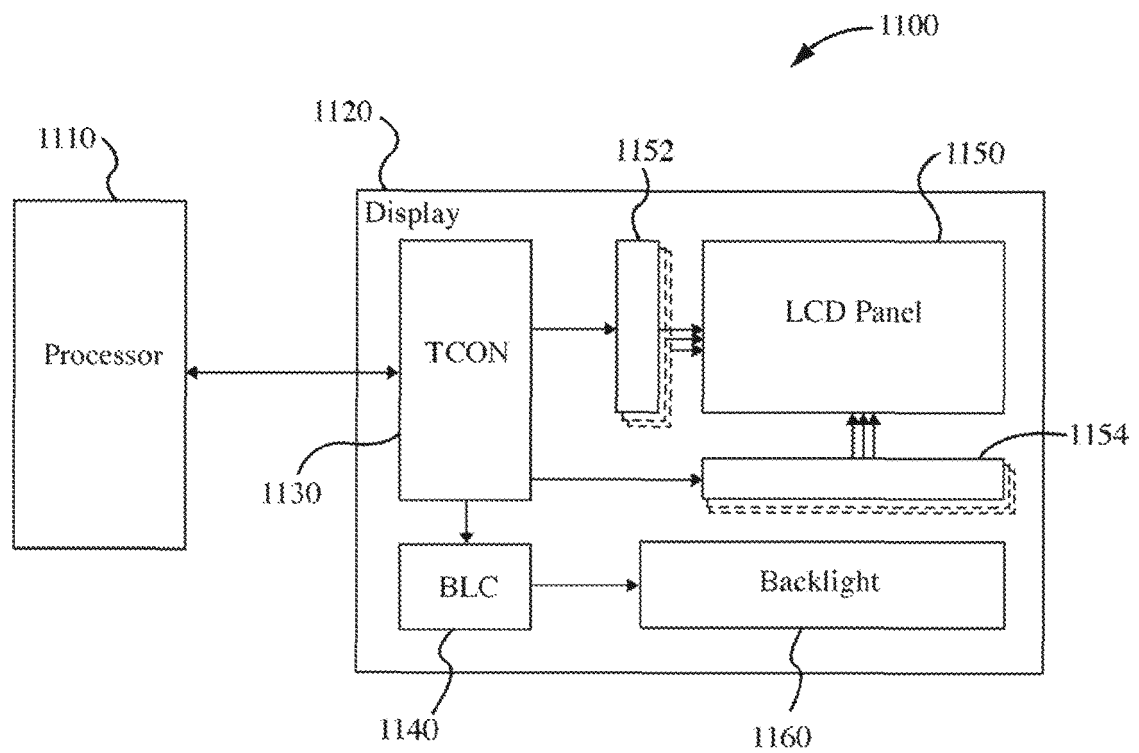 1100
1120
1110
1152
1150
Display
LCD Panel
Processor
TCON
1154
1130
BLC
Backlight
1140
1160